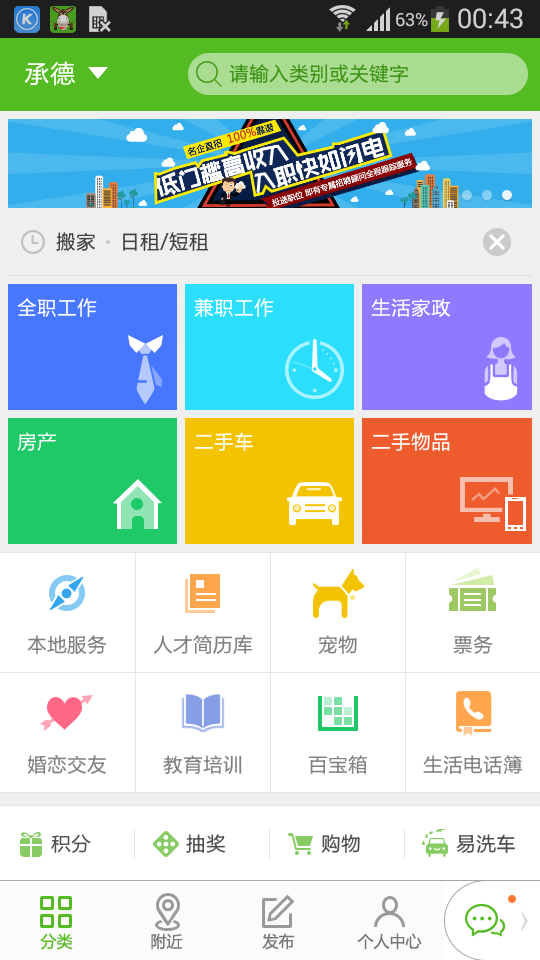 63% 00:43
承德 请输入类别或关键字
名企直招 100%靠谱
低门槛高收入
入职快如闪电
投递职位 即有专属招聘顾问全程跟踪服务
搬家 · 日租/短租
全职工作 兼职工作 生活家政
房产 二手车 二手物品
本地服务 人才简历库 宠物 票务
婚恋交友 教育培训 百宝箱 生活电话簿
积分 抽奖 购物 易洗车
分类 附近 发布 个人中心